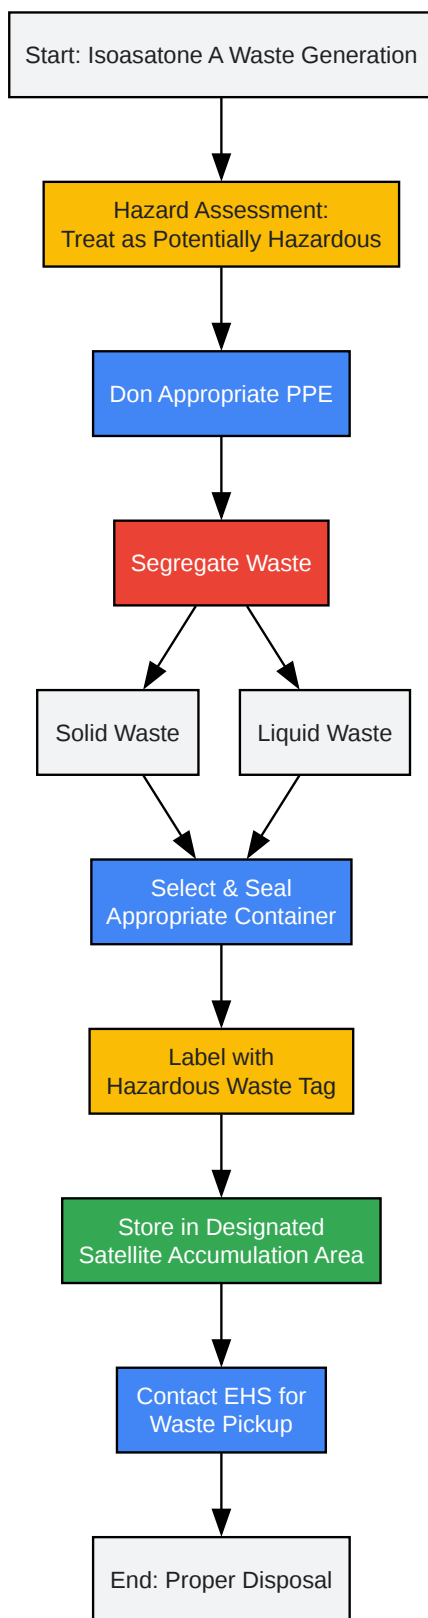 Start: Isoasatone A Waste Generation
Hazard Assessment:
Treat as Potentially Hazardous
Don Appropriate PPE
Segregate Waste
Solid Waste
Liquid Waste
Select & Seal
Appropriate Container
Label with
Hazardous Waste Tag
Store in Designated
Satellite Accumulation Area
Contact EHS for
Waste Pickup
End: Proper Disposal